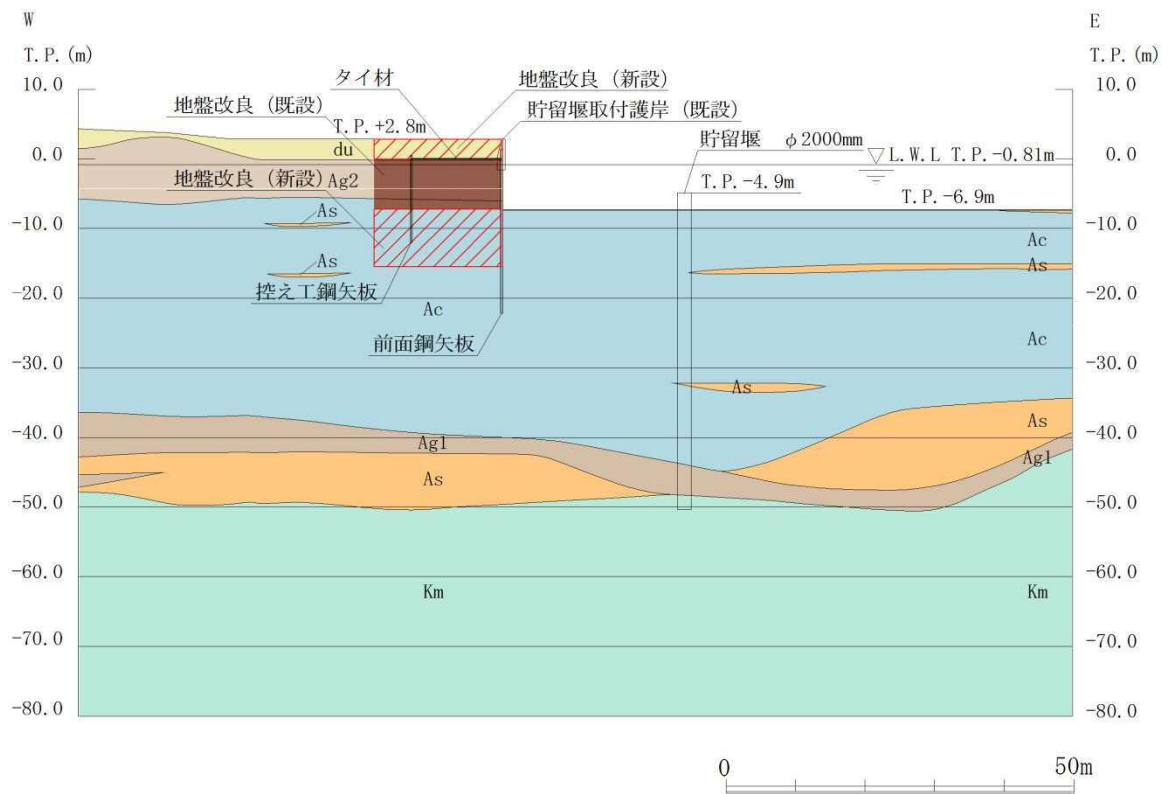 W
E
T.P.(m)
T.P.(m)
10.0
10.0
タイ材
地盤改良（新設）
地盤改良（既設）
貯留堰取付護岸（既設）
T.P.+2.8m
貯留堰　φ2000mm
du
0.0
L.W.L T.P.-0.81m
0.0
地盤改良（新設）
Ag2
T.P.-4.9m
T.P.-6.9m
As
-10.0
-10.0
Ac
As
As
控え工鋼矢板
-20.0
-20.0
Ac
前面鋼矢板
Ac
-30.0
-30.0
As
As
-40.0
-40.0
Ag1
Ag1
As
-50.0
-50.0
-60.0
-60.0
Km
Km
-70.0
-70.0
-80.0
-80.0
0
50m